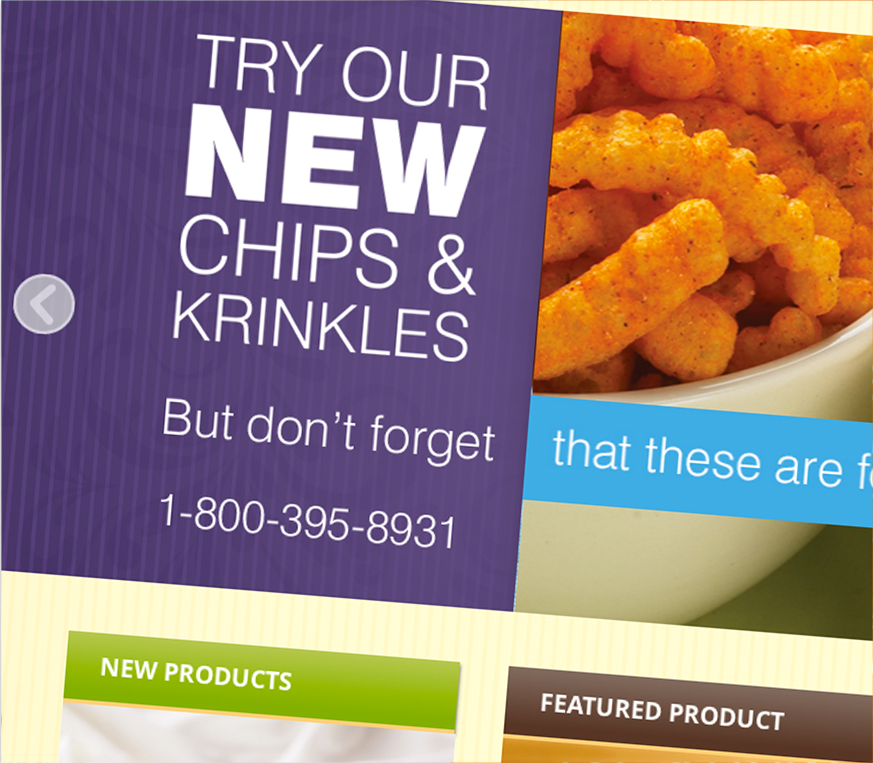 TRY OUR
NEW
CHIPS &
KRINKLES
But don't forget
that these are
1-800-395-8931
NEW PRODUCTS
FEATURED PRODUCT